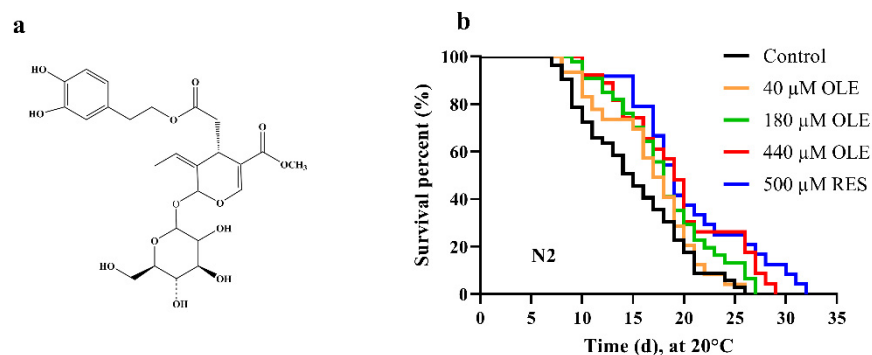 a
HO
HO
O
O
O
OCH₃
O
O
O
OH
HO
OH
OH
b
Survival percent (%)
100
80
60
40
20
0
0 5 10 15 20 25 30 35
Time (d), at 20°C
N2
Control
40 µM OLE
180 µM OLE
440 µM OLE
500 µM RES